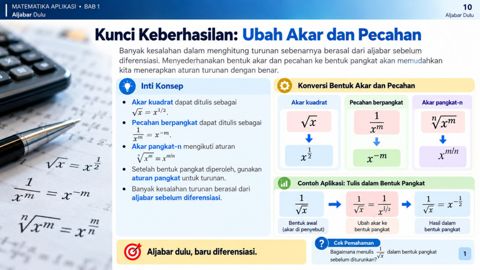 MATEMATIKA APLIKASI • BAB 1
Aljabar Dulu
10
Aljabar Dulu
Kunci Keberhasilan: Ubah Akar dan Pecahan
Banyak kesalahan dalam menghitung turunan sebenarnya berasal dari aljabar sebelum
diferensiasi. Menyederhanakan bentuk akar dan pecahan ke bentuk pangkat akan memudahkan
kita menerapkan aturan turunan dengan benar.
Inti Konsep
• Akar kuadrat dapat ditulis sebagai
√x = x^{1/2}.
• Pecahan berpangkat dapat ditulis sebagai
1/x^m = x^{-m}.
• Akar pangkat-n mengikuti aturan
ⁿ√x^m = x^{m/n}
• Setelah bentuk pangkat diperoleh, gunakan
aturan pangkat untuk turunan.
• Banyak kesalahan turunan berasal dari
aljabar sebelum diferensiasi.
Konversi Bentuk Akar dan Pecahan
Akar kuadrat
√x
x^{1/2}
Pecahan berpangkat
1/x^m
x^{-m}
Akar pangkat-n
ⁿ√x^m
x^{m/n}
Contoh Aplikasi: Tulis dalam Bentuk Pangkat
1/√x
Bentuk awal
(akar di penyebut)
1/√x = 1/x^{1/2}
Ubah akar ke
bentuk pangkat
1/√x = x^{-1/2}
Hasil dalam
bentuk pangkat
√x = x^{1/2}
1/x^m = x^{-m}
ⁿ√x^m = x^{m/n}
Aljabar dulu, baru diferensiasi.
? Cek Pemahaman
Bagaimana menulis 1/√x dalam bentuk pangkat
sebelum diturunkan?
1